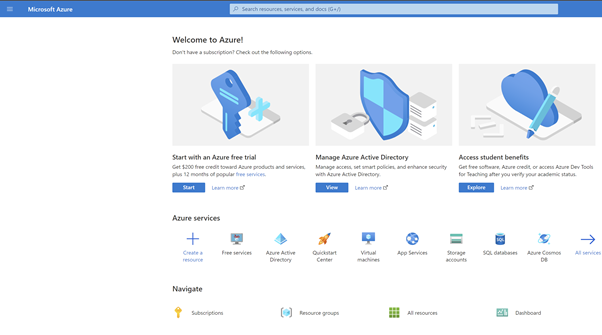 Microsoft Azure
Search resources, services, and docs (G+/)
Welcome to Azure!
Don't have a subscription? Check out the following options.
Start with an Azure free trial
Get $200 free credit toward Azure products and services,
plus 12 months of popular free services.
Start
Learn more
Manage Azure Active Directory
Manage access, set smart policies, and enhance security
with Azure Active Directory.
View
Learn more
Access student benefits
Get free software, Azure credit, or access Azure Dev Tools
for Teaching after you verify your academic status.
Explore
Learn more
Azure services
Create a
resource
Free services
Azure Active
Directory
Quickstart
Center
Virtual
machines
App Services
Storage
accounts
SQL
SQL databases
Azure Cosmos
DB
All services
Navigate
Subscriptions
Resource groups
All resources
Dashboard